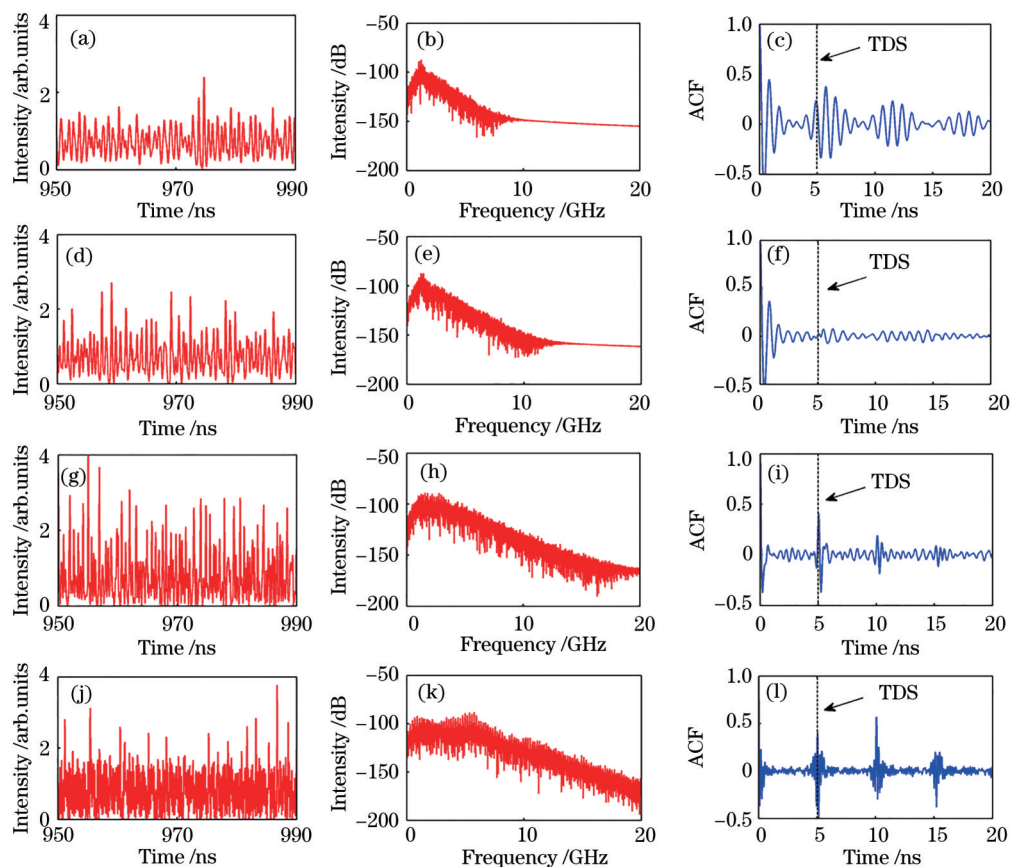 (a)
Intensity /arb.units
4
2
0
950
970
990
Time /ns
(b)
Intensity /dB
−50
−100
−150
−200
0
10
20
Frequency /GHz
(c)
TDS
ACF
1.0
0.5
0
−0.5
0
5
10
15
20
Time /ns
(d)
Intensity /arb.units
4
2
0
950
970
990
Time /ns
(e)
Intensity /dB
−50
−100
−150
−200
0
10
20
Frequency /GHz
(f)
TDS
ACF
1.0
0.5
0
−0.5
0
5
10
15
20
Time /ns
(g)
Intensity /arb.units
4
2
0
950
970
990
Time /ns
(h)
Intensity /dB
−50
−100
−150
−200
0
10
20
Frequency /GHz
(i)
TDS
ACF
1.0
0.5
0
−0.5
0
5
10
15
20
Time /ns
(j)
Intensity /arb.units
4
2
0
950
970
990
Time /ns
(k)
Intensity /dB
−50
−100
−150
−200
0
10
20
Frequency /GHz
(l)
TDS
ACF
1.0
0.5
0
−0.5
0
5
10
15
20
Time /ns